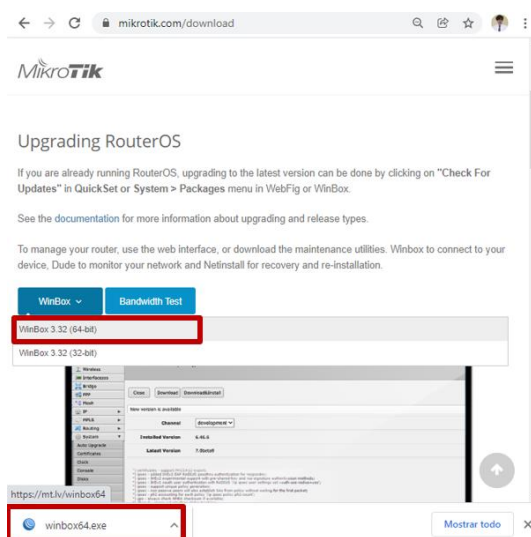 mikrotik.com/download
MikroTik
Upgrading RouterOS
If you are already running RouterOS, upgrading to the latest version can be done by clicking on "Check For
Updates" in QuickSet or System > Packages menu in WebFig or WinBox.
See the documentation for more information about upgrading and release types.
To manage your router, use the web interface, or download the maintenance utilities. Winbox to connect to your
device, Dude to monitor your network and Netinstall for recovery and re-installation.
WinBox Bandwidth Test
WinBox 3.32 (64-bit)
WinBox 3.32 (32-bit)
Wireless
Interfaces
Bridge
PPP
Mesh
IP
MPLS
Routing
System
Auto Upgrade
Certificates
Clock
Console
Close Download Download&Install
New version is available
Channel development
Installed Version 6.46.6
Latest Version
https://mt.lv/winbox64
winbox64.exe
Mostrar todo